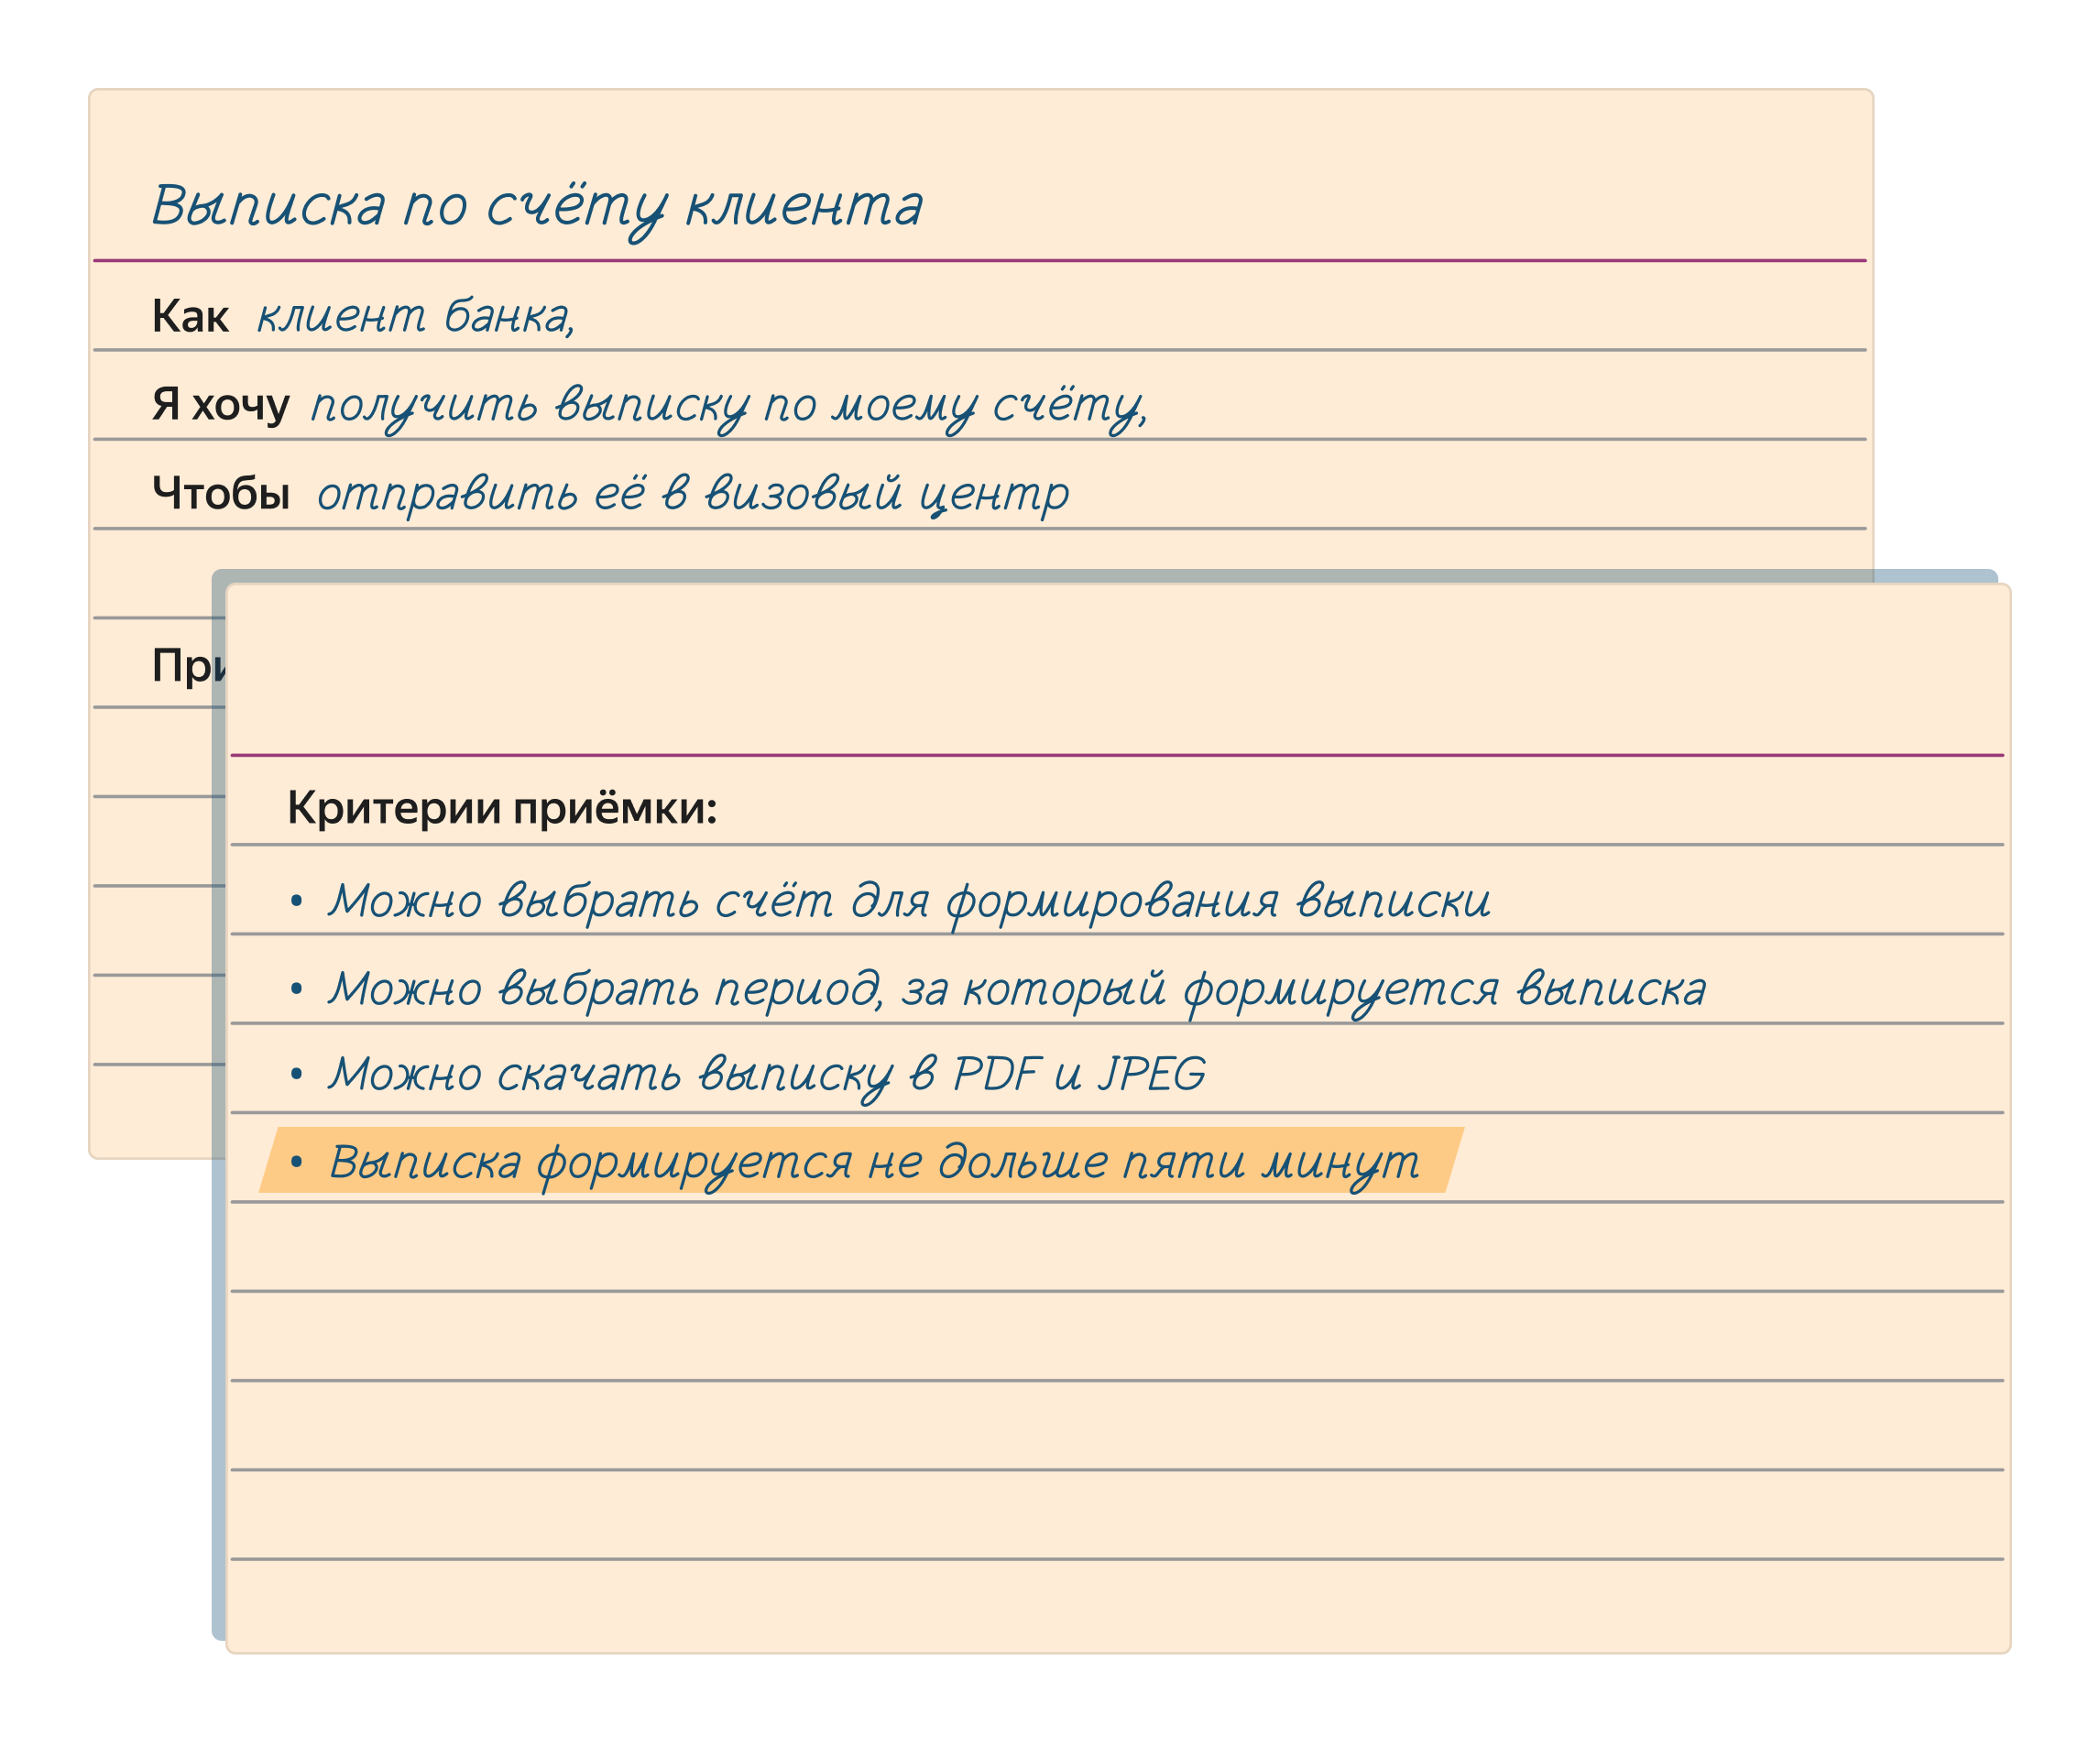 Выписка по счёту клиента
Как клиент банка,
Я хочу получить выписку по моему счёту,
Чтобы отправить её в визовый центр
Критерии приёмки:
• Можно выбрать счёт для формирования выписки
• Можно выбрать период, за который формируется выписка
• Можно скачать выписку в PDF и JPEG
• Выписка формируется не дольше пяти минут